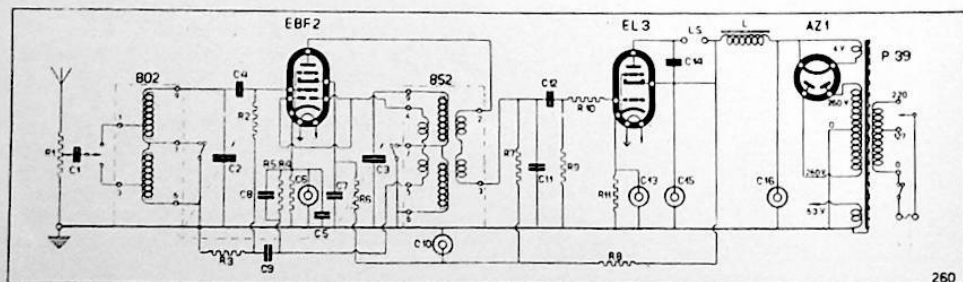 EBF2
EL3
L.S
L
AZ1
P 39
802
852
C4
R2
R1
C1
C2
C8
R5
R4
C6
C7
C5
R6
C3
R3
C9
C10
C12
R10
R7
C11
R9
R11
C13
C14
C15
R8
C16
4V
260V
0
260V
6.3V
220
0
260